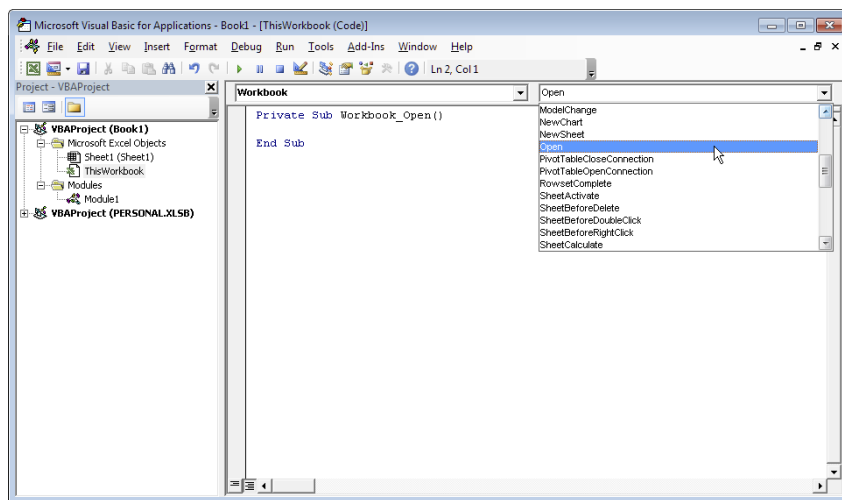 Microsoft Visual Basic for Applications - Book1 - [ThisWorkbook (Code)]
File Edit View Insert Format Debug Run Tools Add-Ins Window Help
Ln 2, Col 1
Project - VBAProject
VBAProject (Book1)
Microsoft Excel Objects
Sheet1 (Sheet1)
ThisWorkbook
Modules
Module1
VBAProject (PERSONAL.XLSB)
Workbook
Open
Private Sub Workbook_Open()
End Sub
ModelChange
NewChart
NewSheet
Open
PivotTableCloseConnection
PivotTableOpenConnection
RowsetComplete
SheetActivate
SheetBeforeDelete
SheetBeforeDoubleClick
SheetBeforeRightClick
SheetCalculate